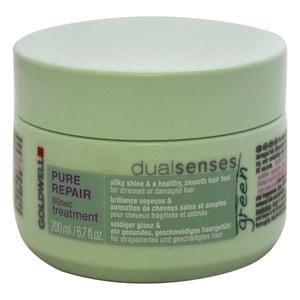 GOLDWELL
PURE
REPAIR
60sec
treatment
200 ml/6.7 fl.oz.
dualsenses
green
silky shine & a healthy, smooth hair feel
for stressed or damaged hair
brillance soyeuse &
sensation de cheveux sains et souples
pour cheveux fragilisés et abîmés
seidiger glanz &
ein gesundes, geschmeidiges haargefühl
für strapaziertes und geschädigtes haar